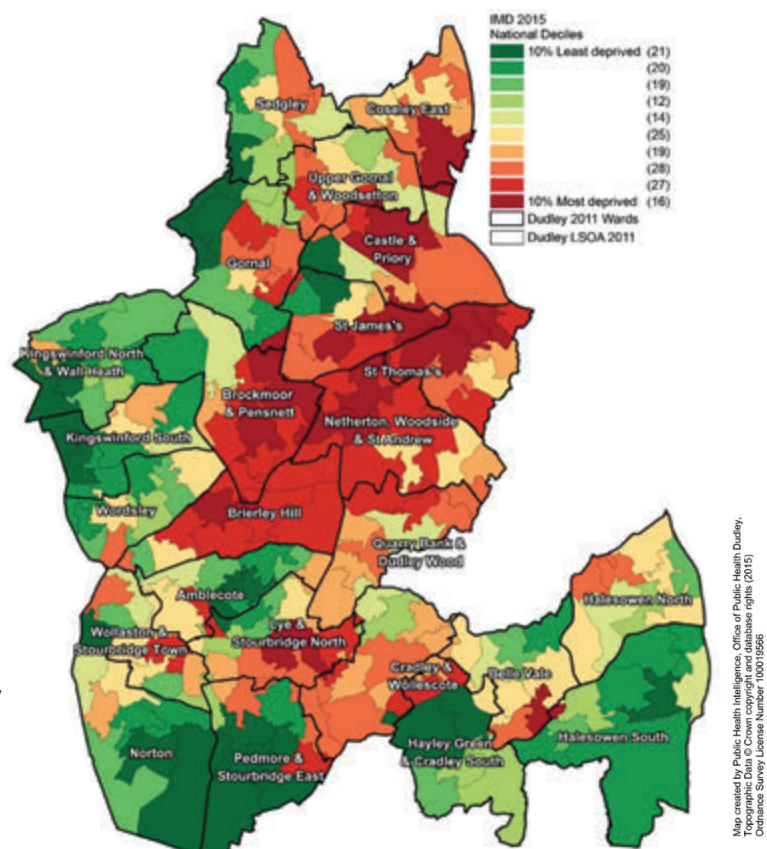 IMD 2015
National Deciles
10% Least deprived (21)
(20)
(19)
(12)
(14)
(25)
(19)
(28)
(27)
10% Most deprived (16)
Dudley 2011 Wards
Dudley LSOA 2011
Sedgley
Coseley East
Upper Gornal
& Woodsetton
Castle &
Priory
Gornal
St James's
Kingswinford North
& Wall Heath
St Thomas's
Brockmoor
& Pensnett
Netherton, Woodside
& St Andrew
Kingswinford South
Wordsley
Brierley Hill
Quarry Bank &
Dudley Wood
Amblecote
Halesowen North
Wollaston &
Stourbridge Town
Lye &
Stourbridge North
Cradley &
Wollescote
Belle Vale
Norton
Pedmore &
Stourbridge East
Hayley Green
& Cradley South
Halesowen South
Map created by Public Health Intelligence, Office of Public Health Dudley,
Topographic Data © Crown copyright and database rights (2015)
Ordnance Survey License Number 100019566